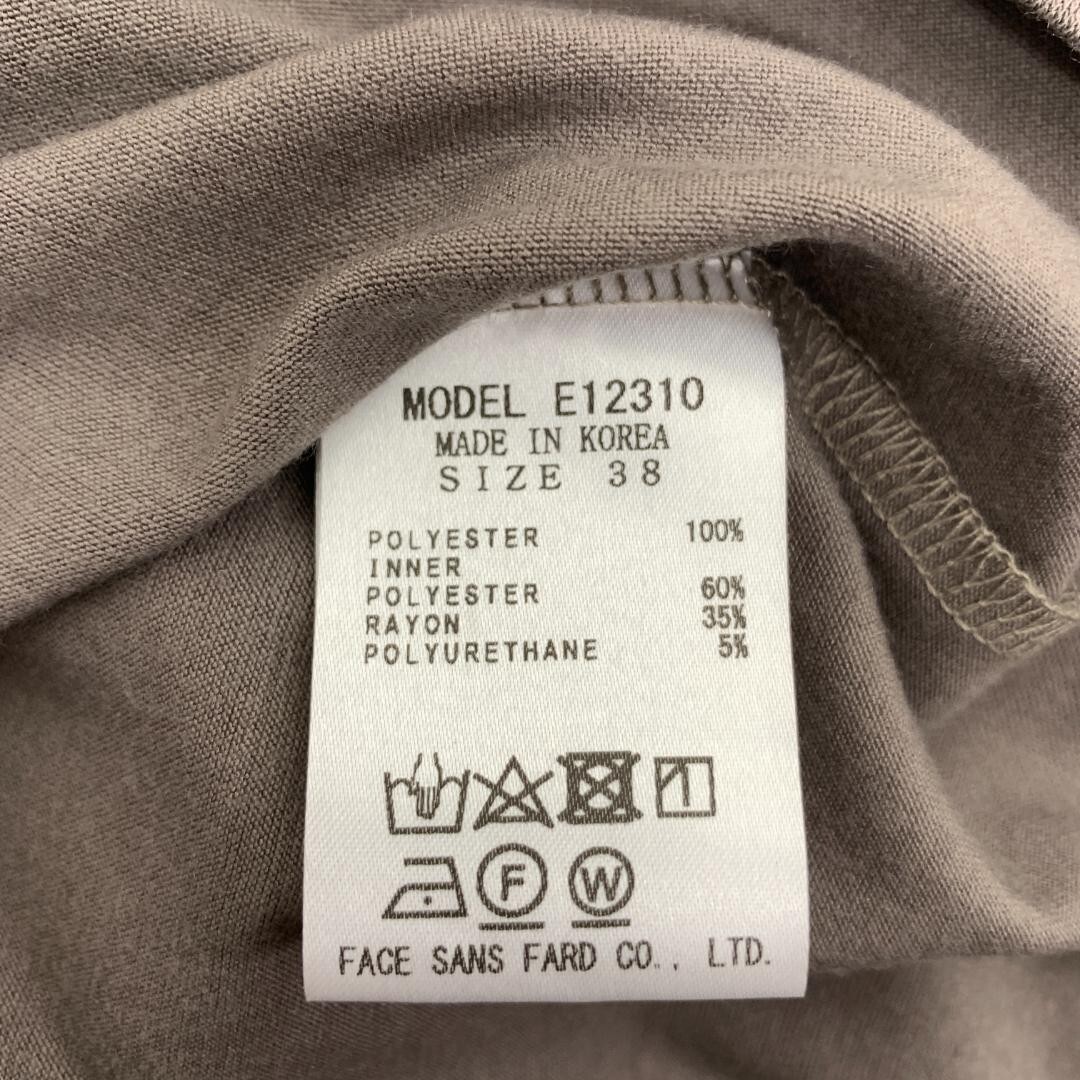 MODEL E12310
MADE IN KOREA
SIZE 38
POLYESTER 100%
INNER
POLYESTER 60%
RAYON 35%
POLYURETHANE 5%
F W
FACE SANS FARD CO., LTD.